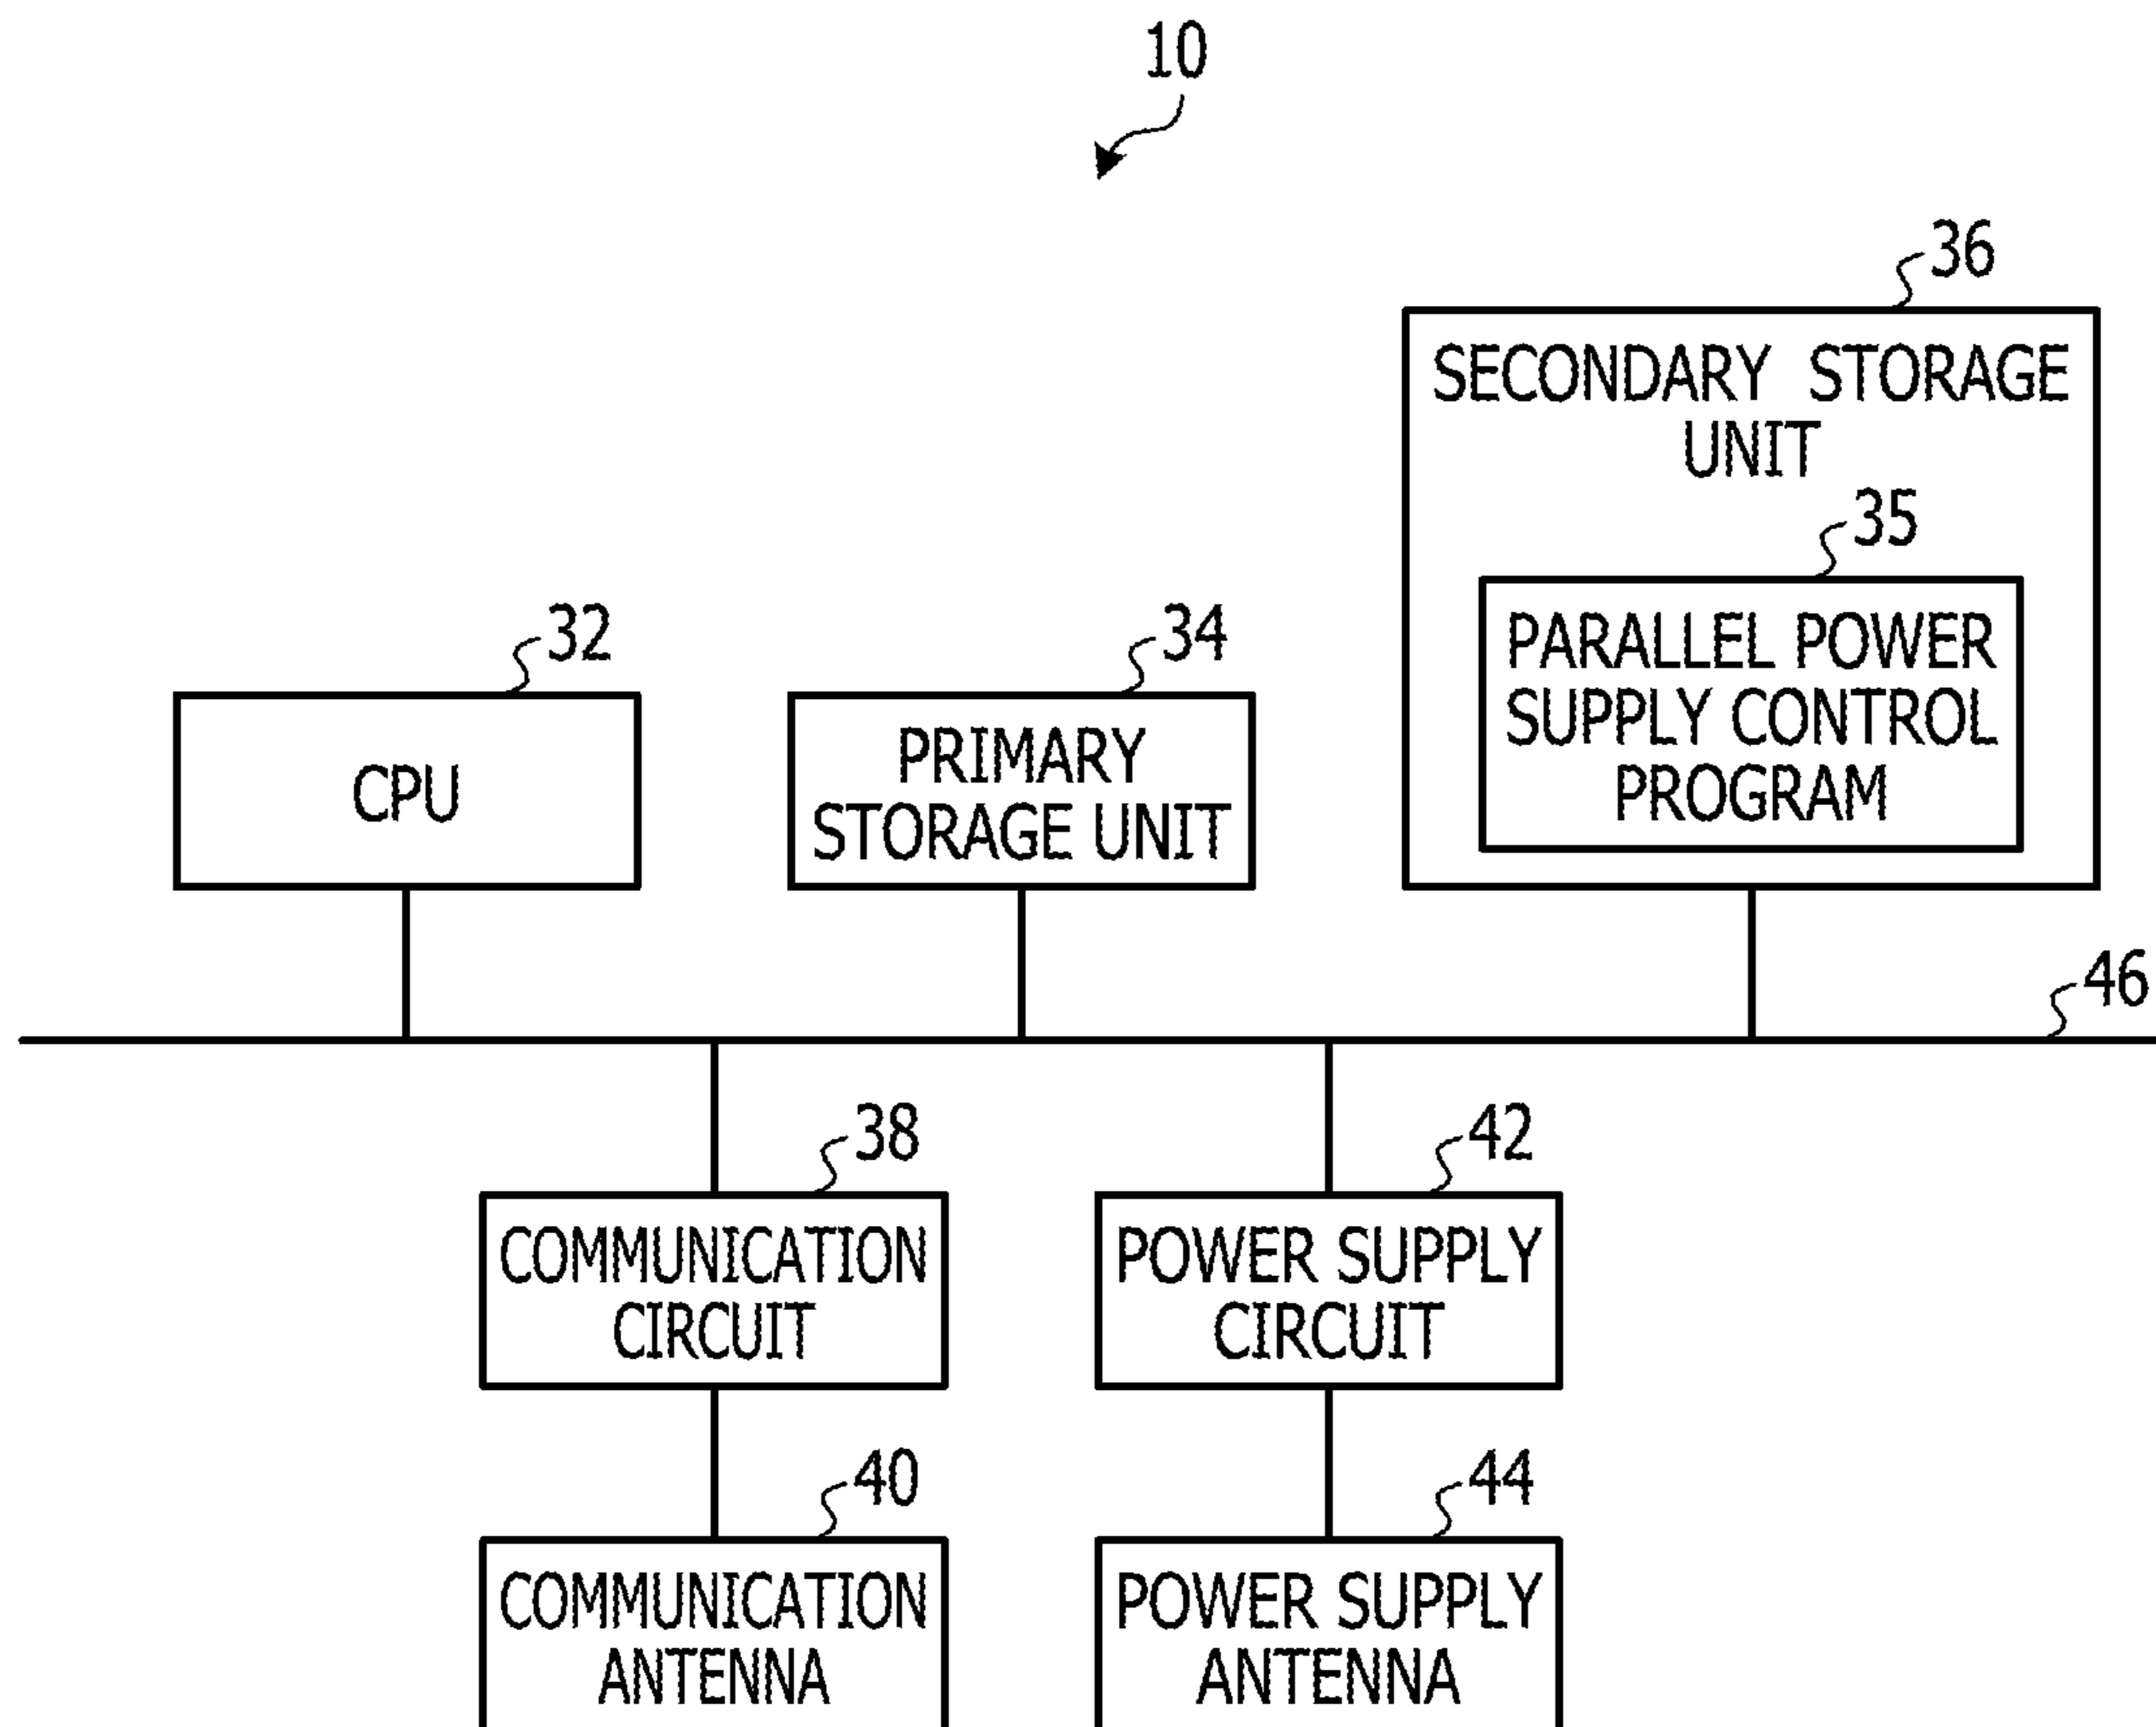 10
36
SECONDARY STORAGE
UNIT
35
PARALLEL POWER
SUPPLY CONTROL
PROGRAM
32
CPU
34
PRIMARY
STORAGE UNIT
46
38
COMMUNICATION
CIRCUIT
42
POWER SUPPLY
CIRCUIT
40
COMMUNICATION
ANTENNA
44
POWER SUPPLY
ANTENNA